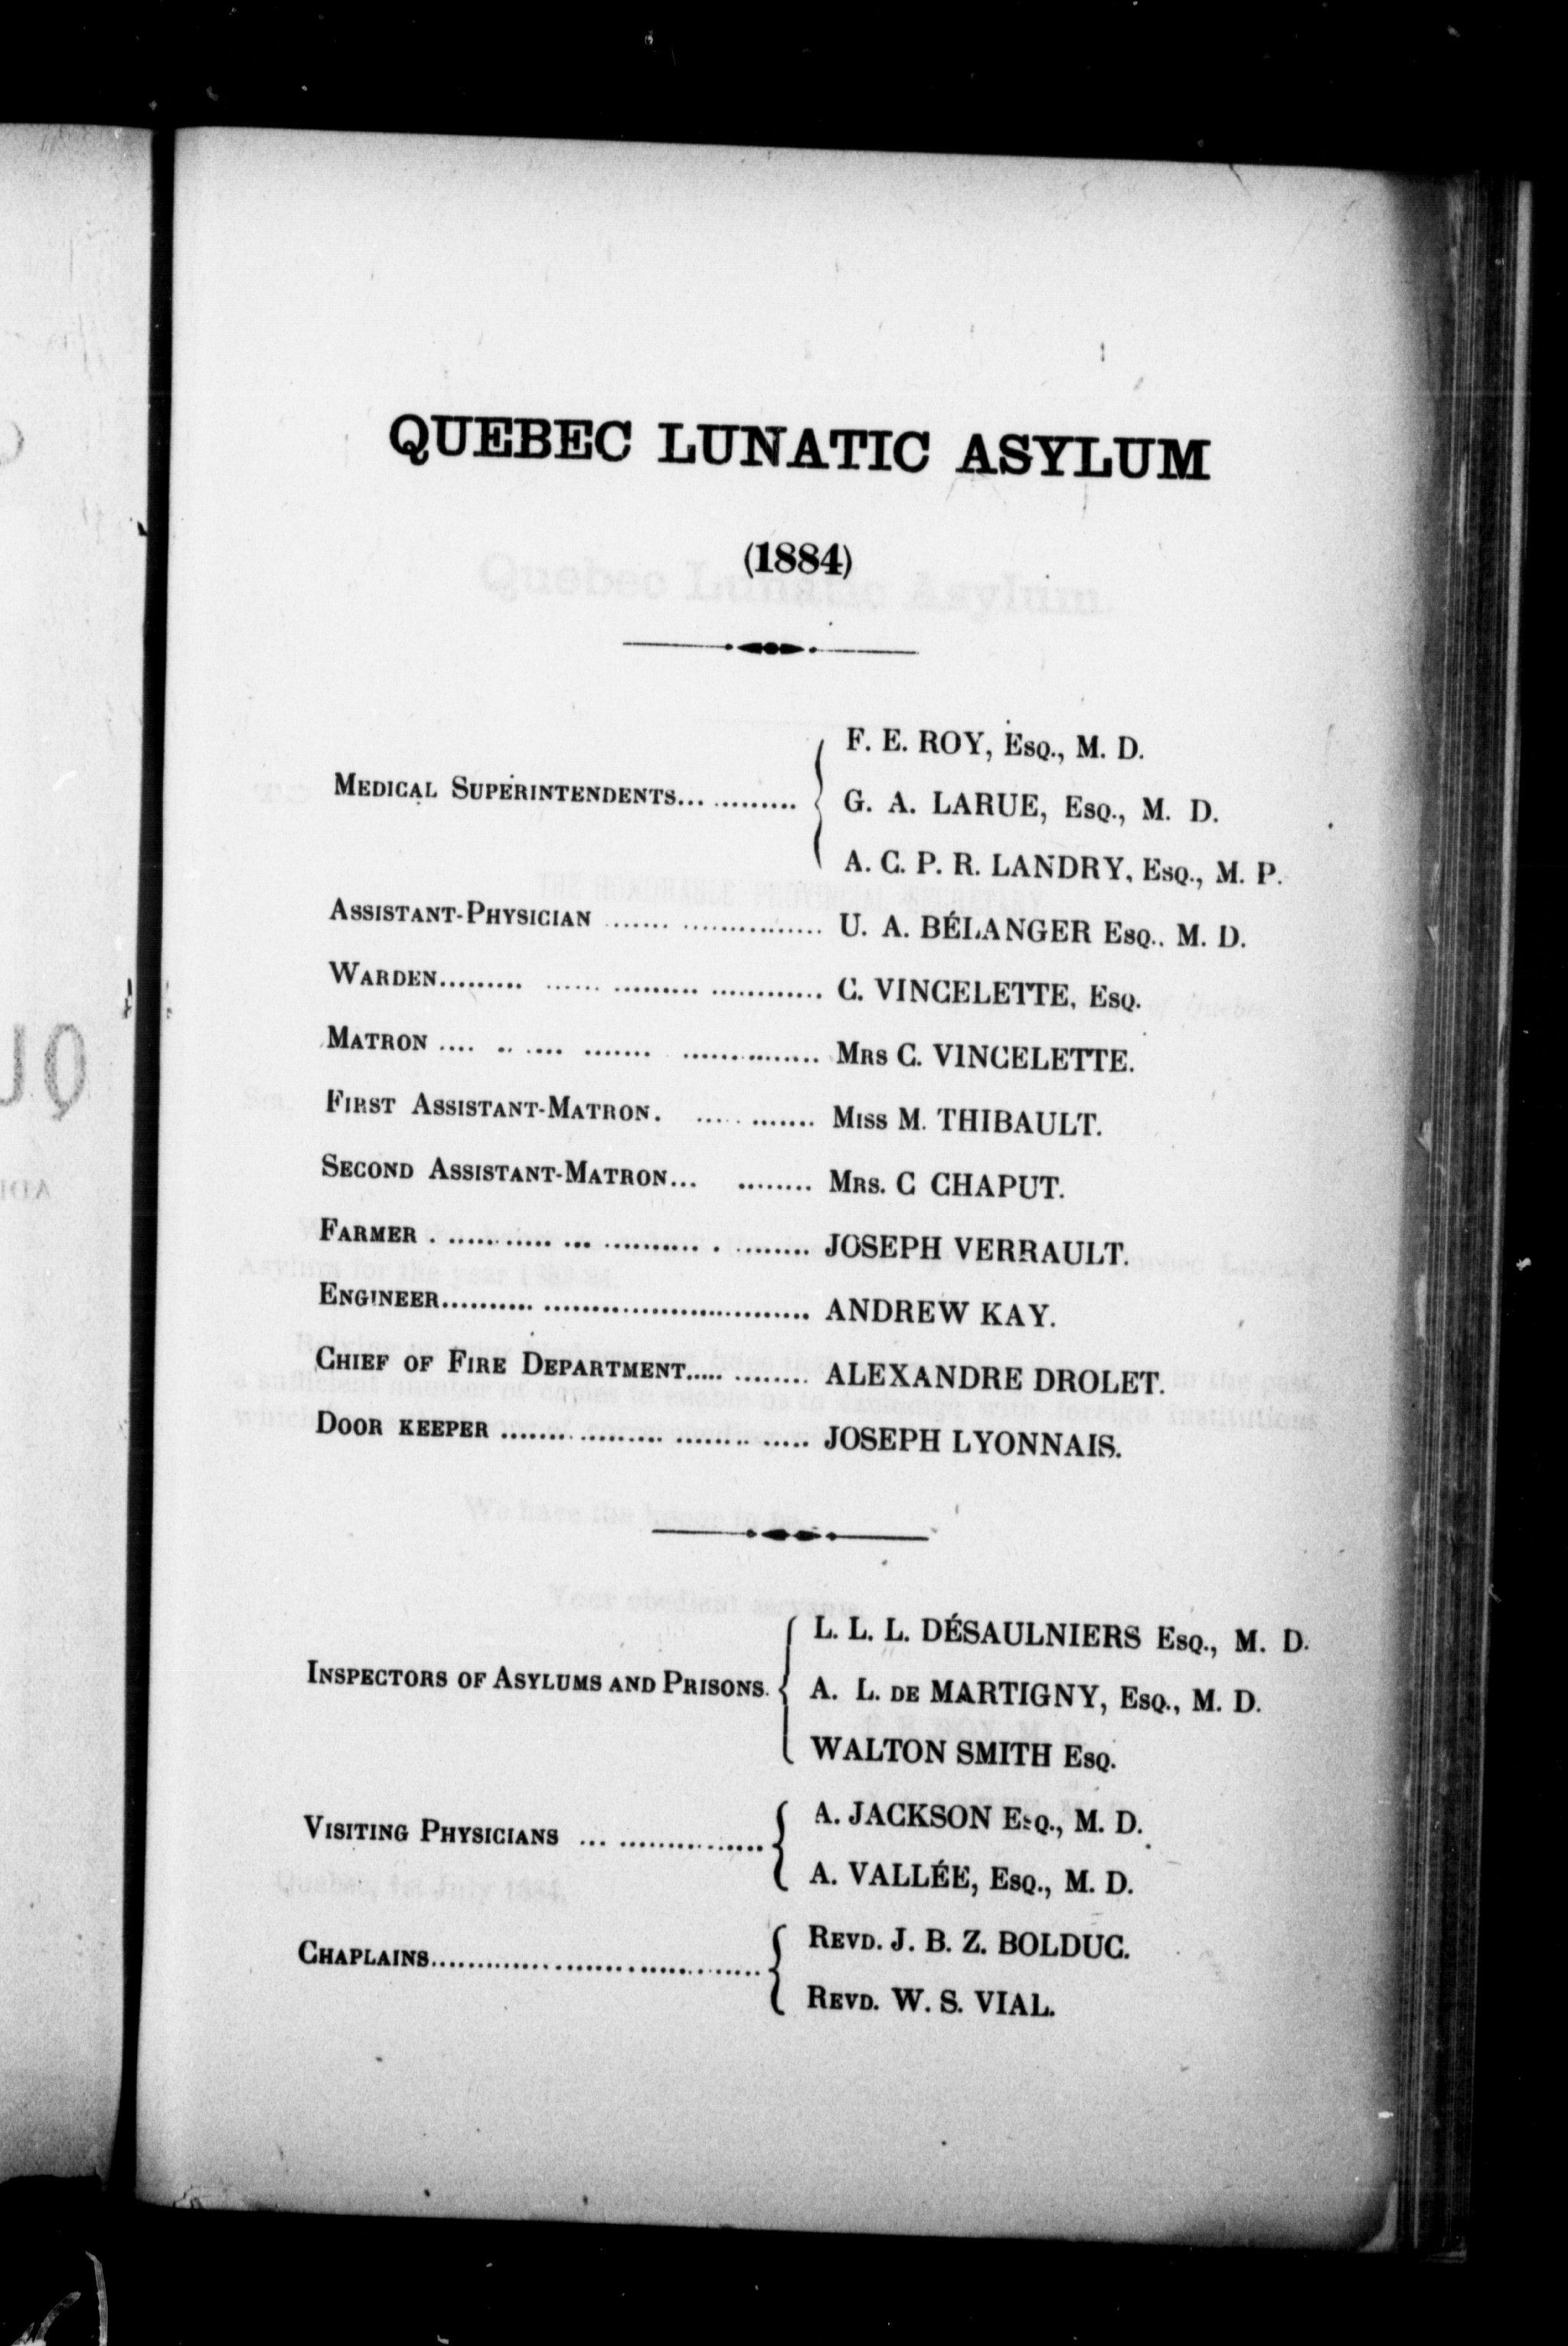 QUEBEC LUNATIC ASYLUM
(1884)
MEDICAL SUPERINTENDENTS............
F. E. ROY, ESQ., M. D.
G. A. LARUE, ESQ., M. D.
A. C. P. R. LANDRY, ESQ., M. P.
ASSISTANT-PHYSICIAN ...... ............... U. A. BÉLANGER ESQ.. M. D.
WARDEN......... ...... ......... ............ C. VINCELETTE, ESQ.
MATRON .... .. .... ....... .............. MRS C. VINCELETTE.
FIRST ASSISTANT-MATRON. ..... ....... MISS M. THIBAULT.
SECOND ASSISTANT-MATRON... ........ MRS. C CHAPUT.
FARMER . ........... ... .......... . ........ JOSEPH VERRAULT.
ENGINEER.......... ............................ ANDREW KAY.
CHIEF OF FIRE DEPARTMENT..... ........ ALEXANDRE DROLET.
DOOR KEEPER ....... ......... ........ ..... JOSEPH LYONNAIS.
INSPECTORS OF ASYLUMS AND PRISONS.
L. L. L. DÉSAULNIERS ESQ., M. D.
A. L. DE MARTIGNY, ESQ., M. D.
WALTON SMITH ESQ.
VISITING PHYSICIANS ... ...............
A. JACKSON ESQ., M. D.
A. VALLÉE, ESQ., M. D.
CHAPLAINS...................................
REVD. J. B. Z. BOLDUC.
REVD. W. S. VIAL.